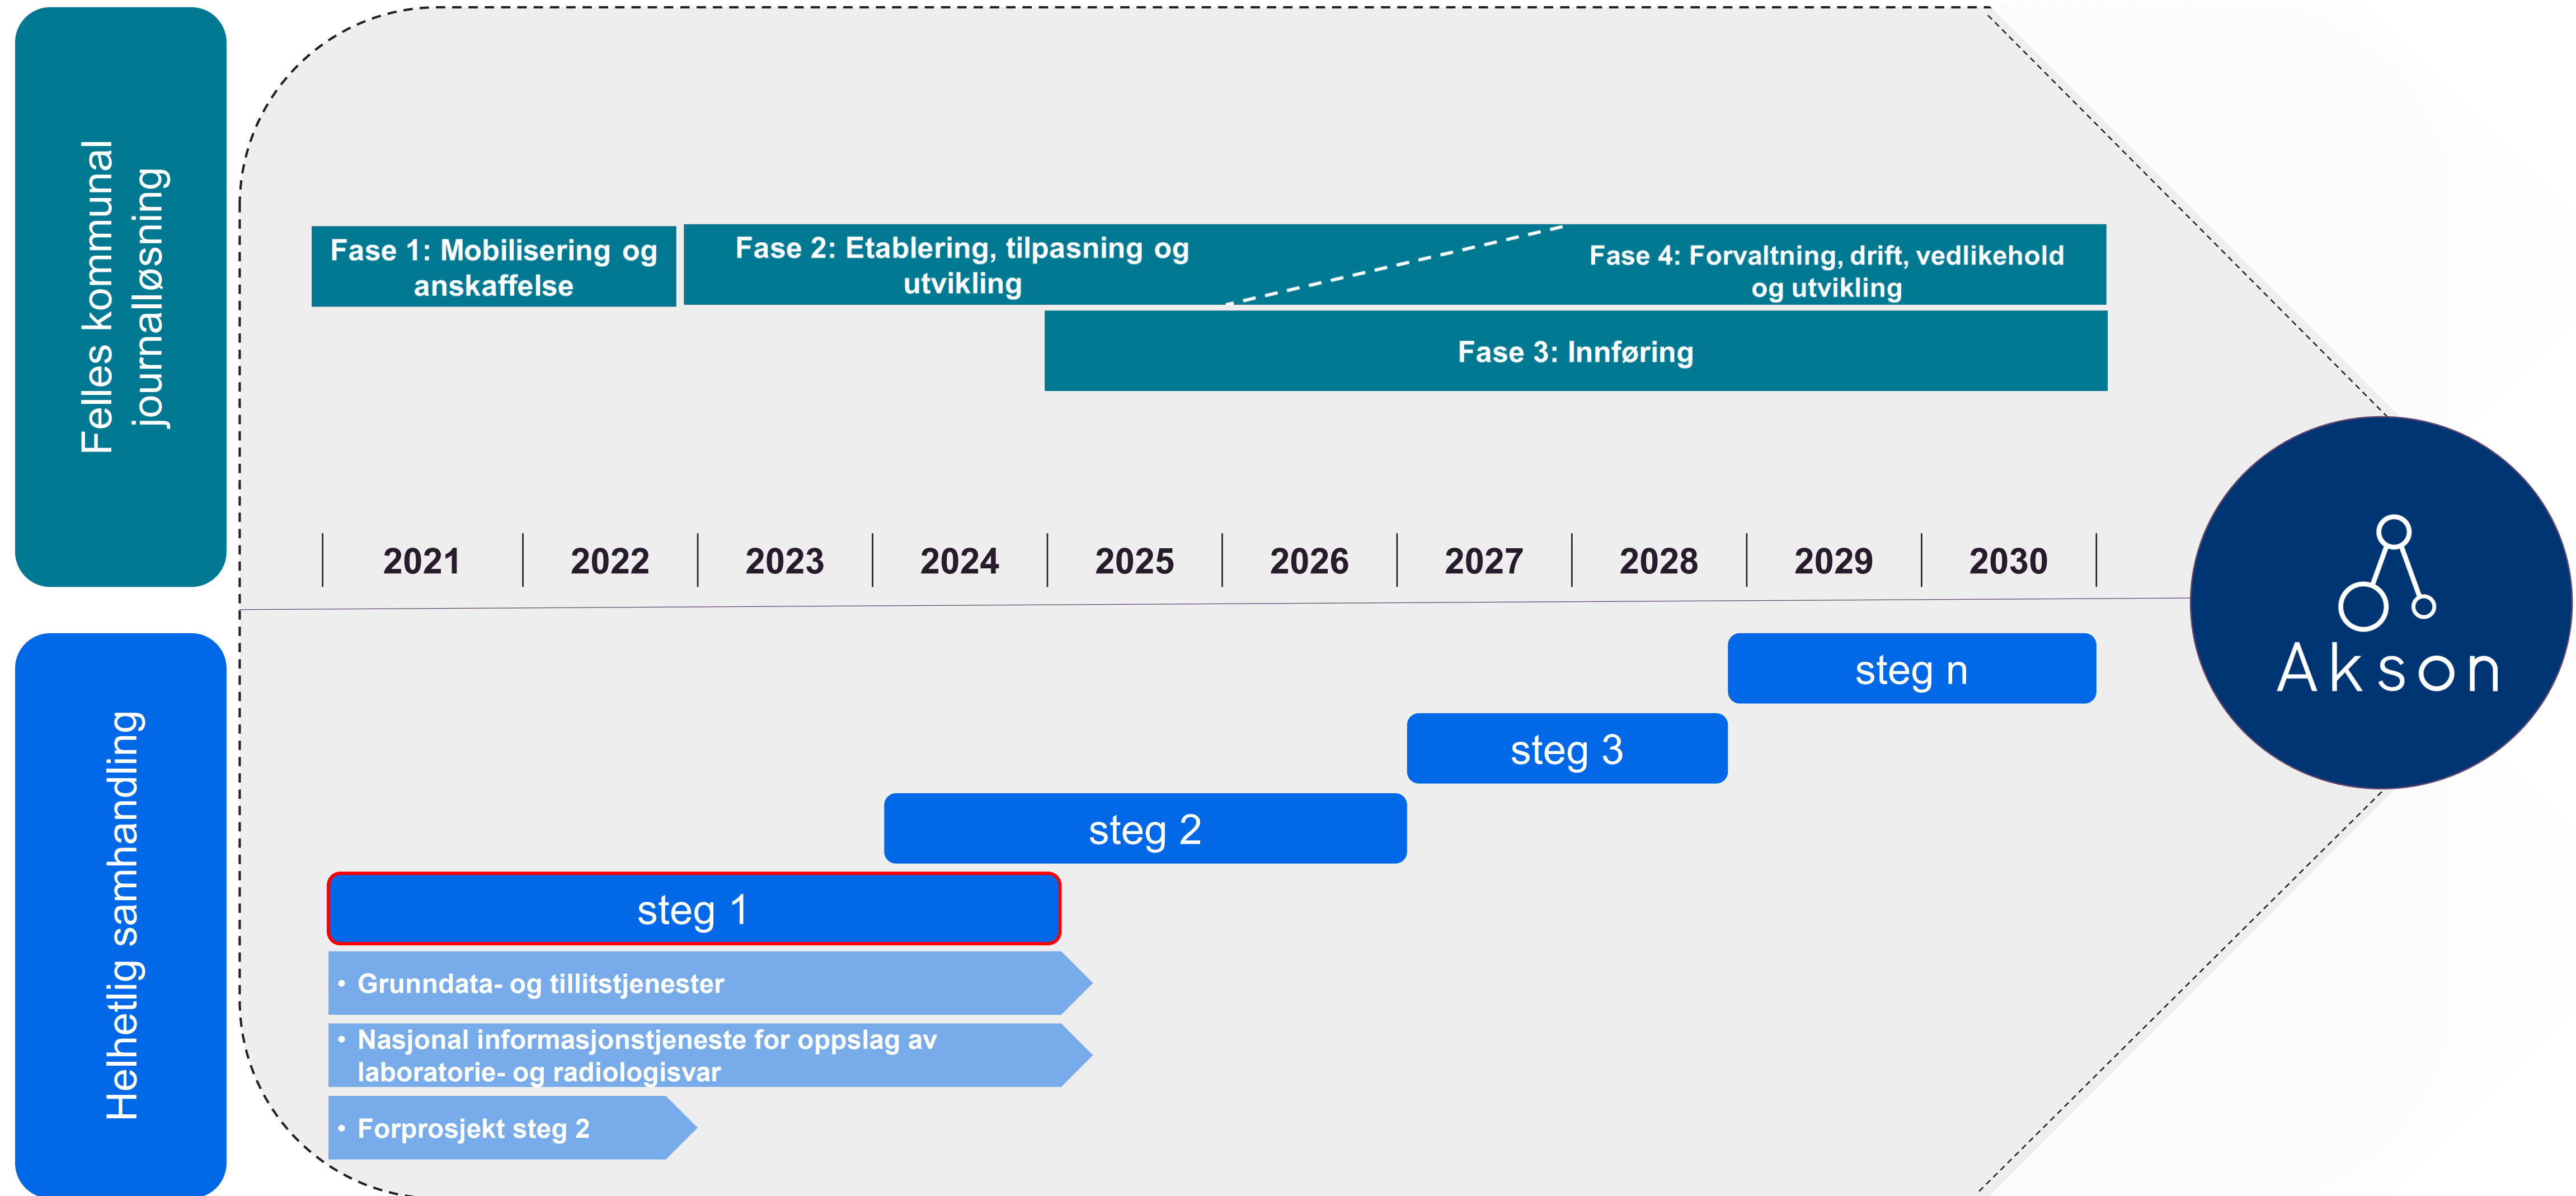 Felles kommunal
journalløsning
Fase 1: Mobilisering og
anskaffelse
Fase 2: Etablering, tilpasning og
utvikling
Fase 4: Forvaltning, drift, vedlikehold
og utvikling
Fase 3: Innføring
2021 2022 2023 2024 2025 2026 2027 2028 2029 2030
Akson
Helhetlig samhandling
steg n
steg 3
steg 2
steg 1
• Grunndata- og tillitstjenester
• Nasjonal informasjonstjeneste for oppslag av
laboratorie- og radiologisvar
• Forprosjekt steg 2